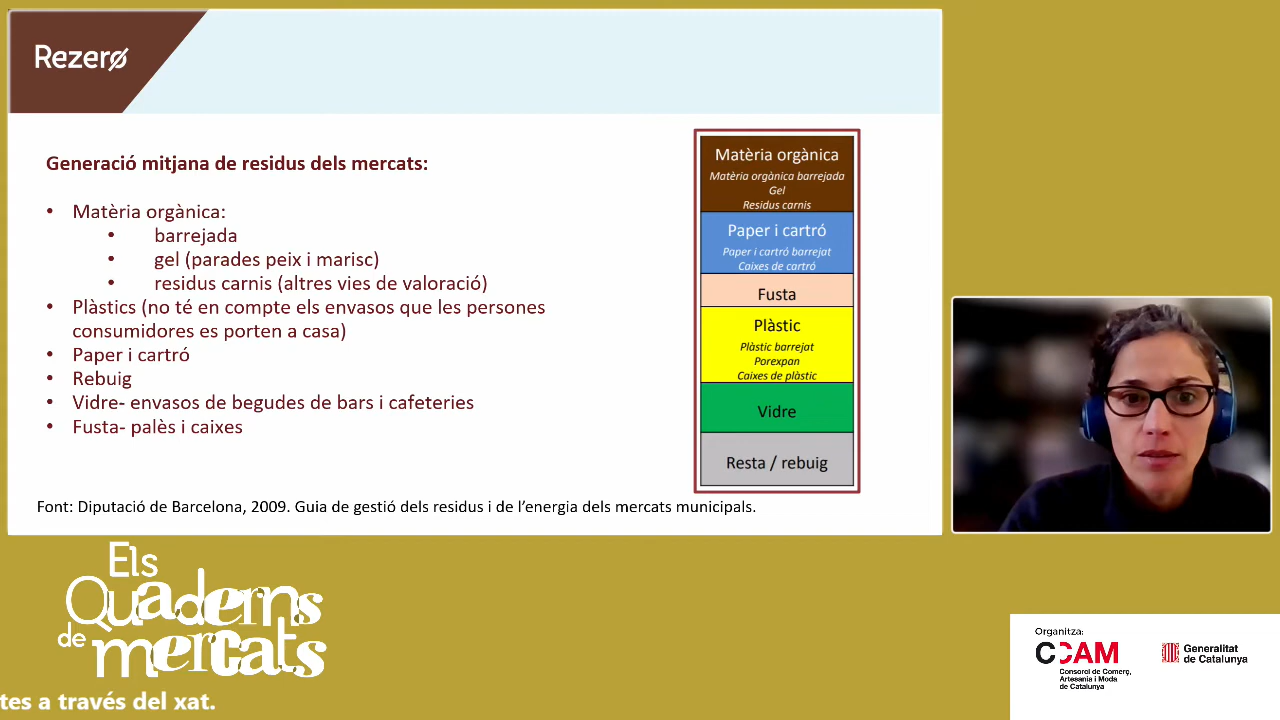 Rezero
Generació mitjana de residus dels mercats:
• Matèria orgànica:
• barrejada
• gel (parades peix i marisc)
• residus carnis (altres vies de valoració)
• Plàstics (no té en compte els envasos que les persones
consumidores es porten a casa)
• Paper i cartró
• Rebuig
• Vidre- envasos de begudes de bars i cafeteries
• Fusta- palès i caixes
Matèria orgànica
Matèria orgànica barrejada
Gel
Residus carnis
Paper i cartró
Paper i cartró barrejat
Caixes de cartró
Fusta
Plàstic
Plàstic barrejat
Porexpan
Caixes de plàstic
Vidre
Resta / rebuig
Font: Diputació de Barcelona, 2009. Guia de gestió dels residus i de l’energia dels mercats municipals.
Els
Quaderns
de mercats
tes a través del xat.
Organitza:
CCAM
Consorci de Comerç,
Artesania i Moda
de Catalunya
Generalitat
de Catalunya